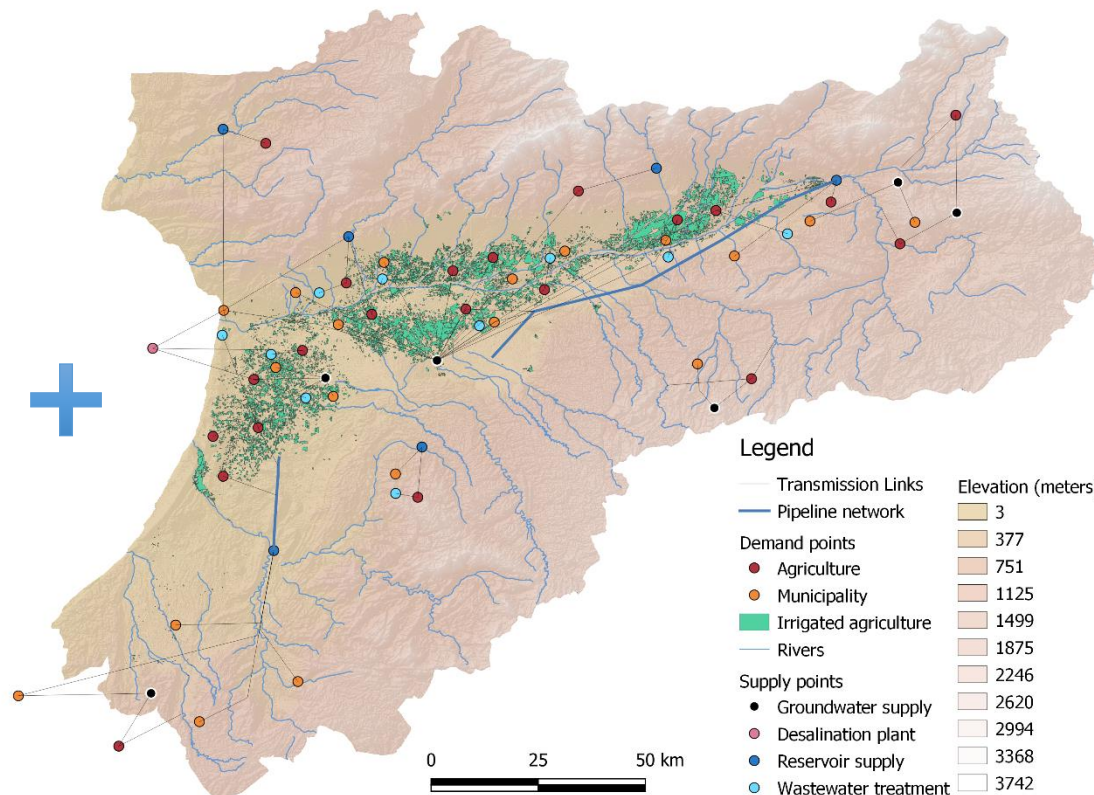 Legend
Transmission Links
Pipeline network
Demand points
Agriculture
Municipality
Irrigated agriculture
Rivers
Supply points
Groundwater supply
Desalination plant
Reservoir supply
Wastewater treatment
Elevation (meters
3
377
751
1125
1499
1875
2246
2620
2994
3368
3742
0 25 50 km